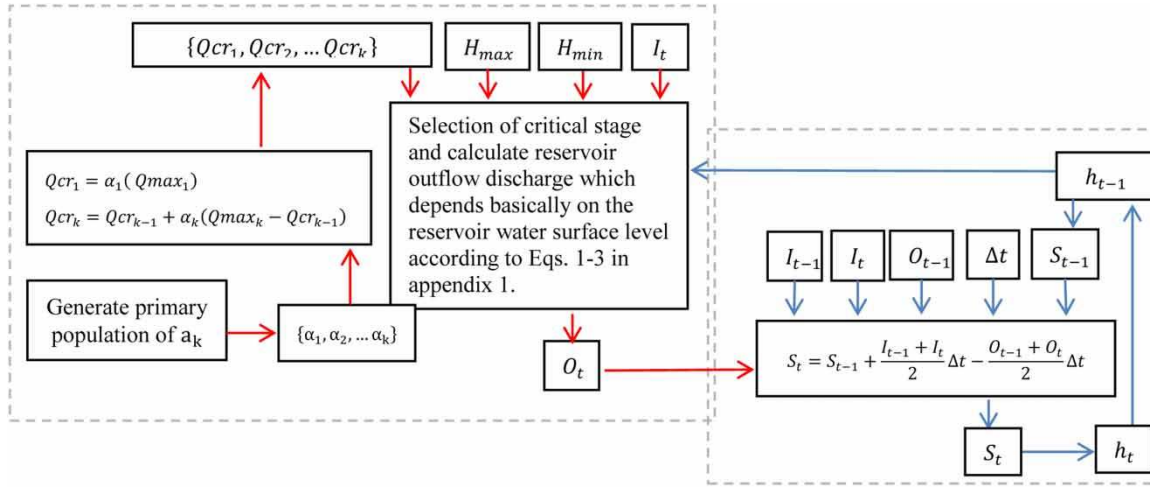 {Qcr₁, Qcr₂, … Qcrₖ}
Hₘₐₓ
Hₘᵢₙ
Iₜ
Selection of critical stage
and calculate reservoir
outflow discharge which
depends basically on the
reservoir water surface level
according to Eqs. 1-3 in
appendix 1.
Qcr₁ = α₁(Qmax₁)
Qcrₖ = Qcrₖ₋₁ + αₖ(Qmaxₖ − Qcrₖ₋₁)
Generate primary
population of aₖ
{α₁, α₂, … αₖ}
Oₜ
hₜ₋₁
Iₜ₋₁
Iₜ
Oₜ₋₁
Δt
Sₜ₋₁
Sₜ = Sₜ₋₁ + (Iₜ₋₁ + Iₜ)/2 Δt − (Oₜ₋₁ + Oₜ)/2 Δt
Sₜ
hₜ